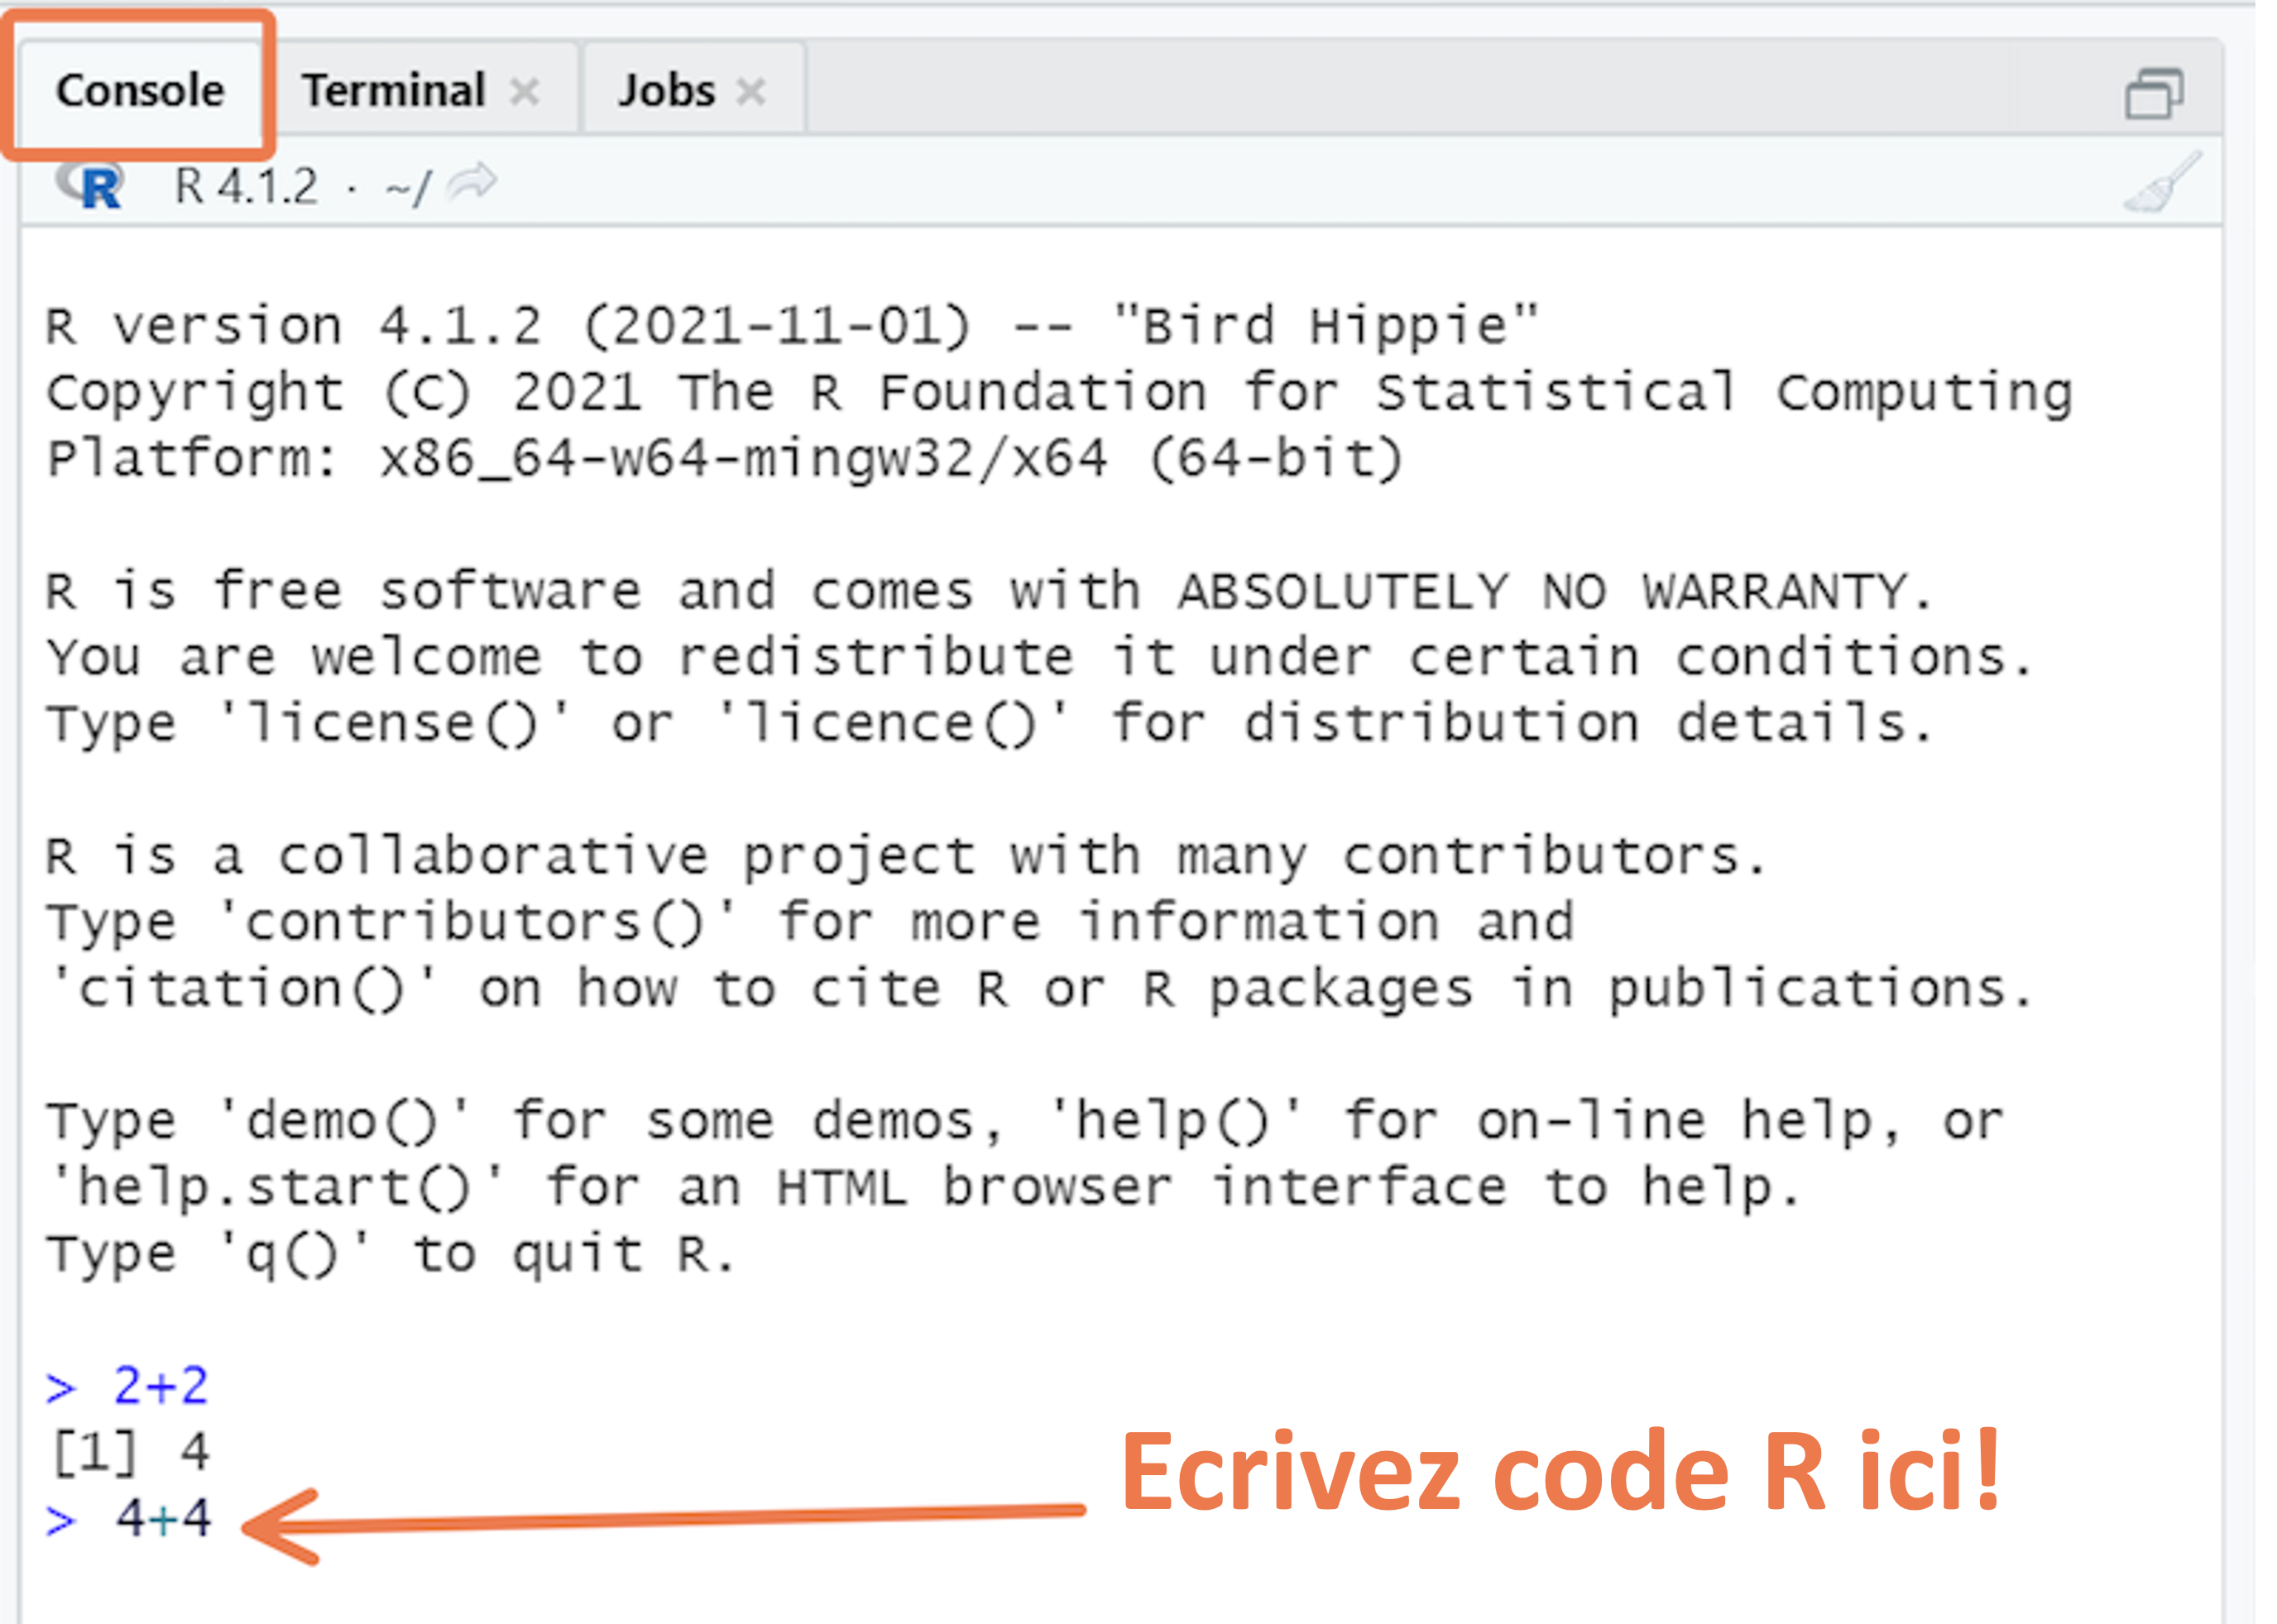 Console Terminal Jobs
R R 4.1.2 · ~/
R version 4.1.2 (2021-11-01) -- "Bird Hippie"
Copyright (C) 2021 The R Foundation for Statistical Computing
Platform: x86_64-w64-mingw32/x64 (64-bit)
R is free software and comes with ABSOLUTELY NO WARRANTY.
You are welcome to redistribute it under certain conditions.
Type 'license()' or 'licence()' for distribution details.
R is a collaborative project with many contributors.
Type 'contributors()' for more information and
'citation()' on how to cite R or R packages in publications.
Type 'demo()' for some demos, 'help()' for on-line help, or
'help.start()' for an HTML browser interface to help.
Type 'q()' to quit R.
> 2+2
[1] 4
> 4+4
Ecrivez code R ici!